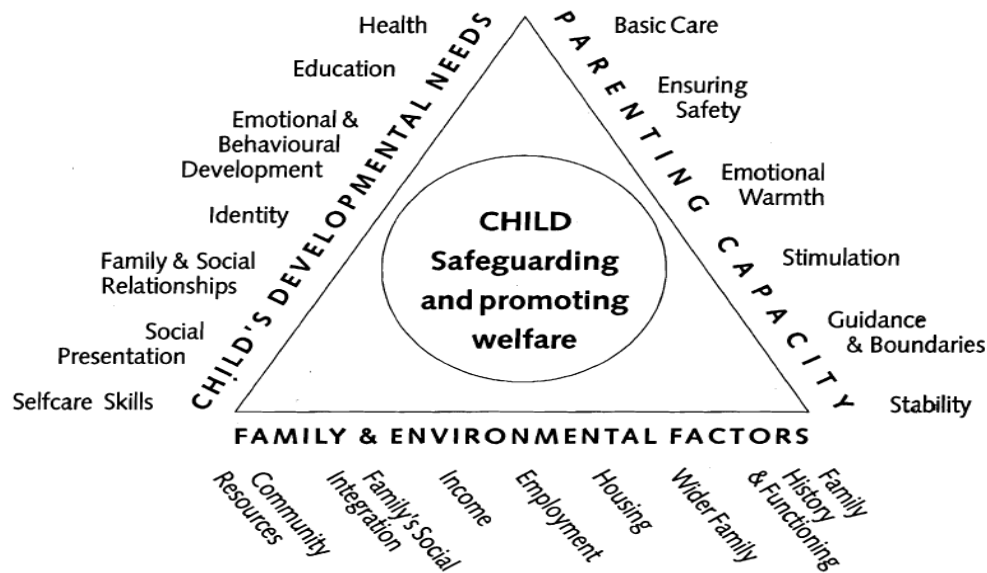 Health
Education
Emotional &
Behavioural
Development
Identity
Family & Social
Relationships
Social
Presentation
Selfcare Skills
CHILD'S DEVELOPMENTAL NEEDS
PARENTING CAPACITY
Basic Care
Ensuring
Safety
Emotional
Warmth
Stimulation
Guidance
& Boundaries
Stability
CHILD
Safeguarding
and promoting
welfare
FAMILY & ENVIRONMENTAL FACTORS
Community
Resources
Family's Social
Integration
Income
Employment
Housing
Wider Family
Family
History
& Functioning